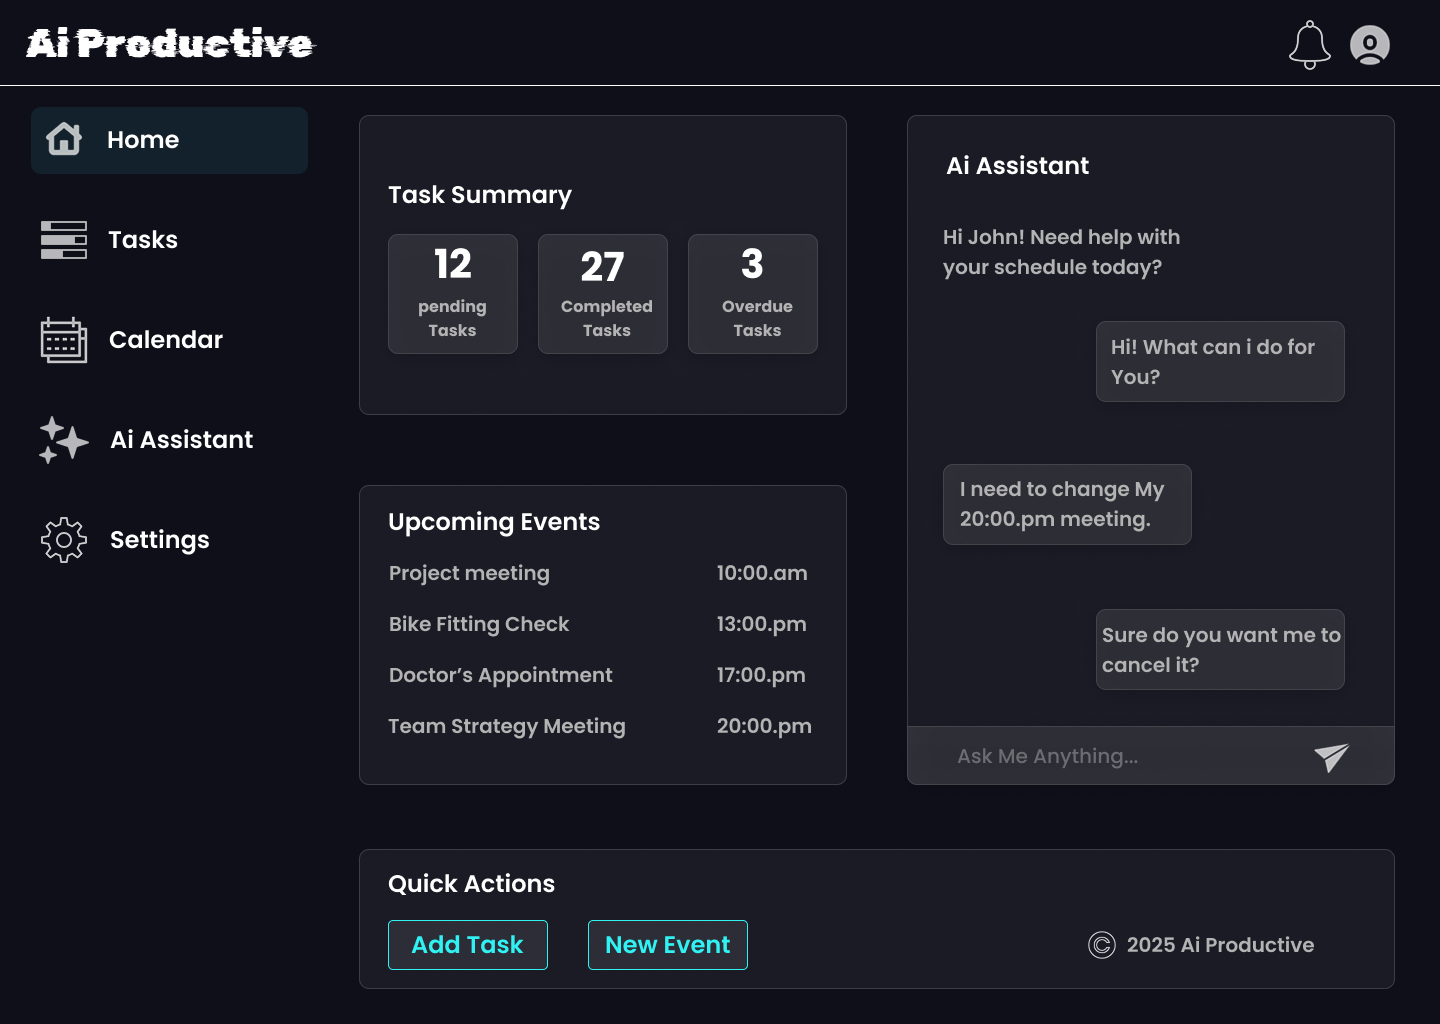 Ai Productive
Home
Tasks
Calendar
Ai Assistant
Settings
Task Summary
12
pending
Tasks
27
Completed
Tasks
3
Overdue
Tasks
Upcoming Events
Project meeting 10:00.am
Bike Fitting Check 13:00.pm
Doctor’s Appointment 17:00.pm
Team Strategy Meeting 20:00.pm
Ai Assistant
Hi John! Need help with
your schedule today?
Hi! What can i do for
You?
I need to change My
20:00.pm meeting.
Sure do you want me to
cancel it?
Ask Me Anything...
Quick Actions
Add Task
New Event
© 2025 Ai Productive